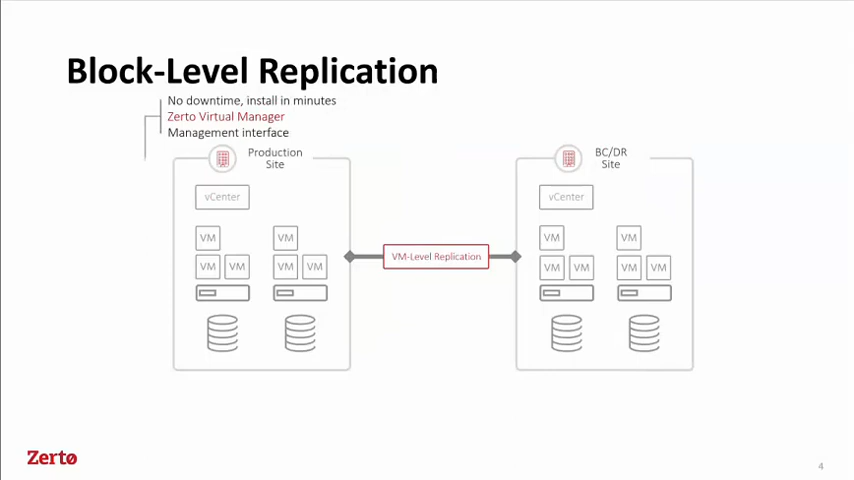 Block-Level Replication
No downtime, install in minutes
Zerto Virtual Manager
Management interface
Production
Site
BC/DR
Site
vCenter
vCenter
VM
VM
VM
VM
VM VM
VM VM
VM VM
VM VM
VM-Level Replication
Zerto
4